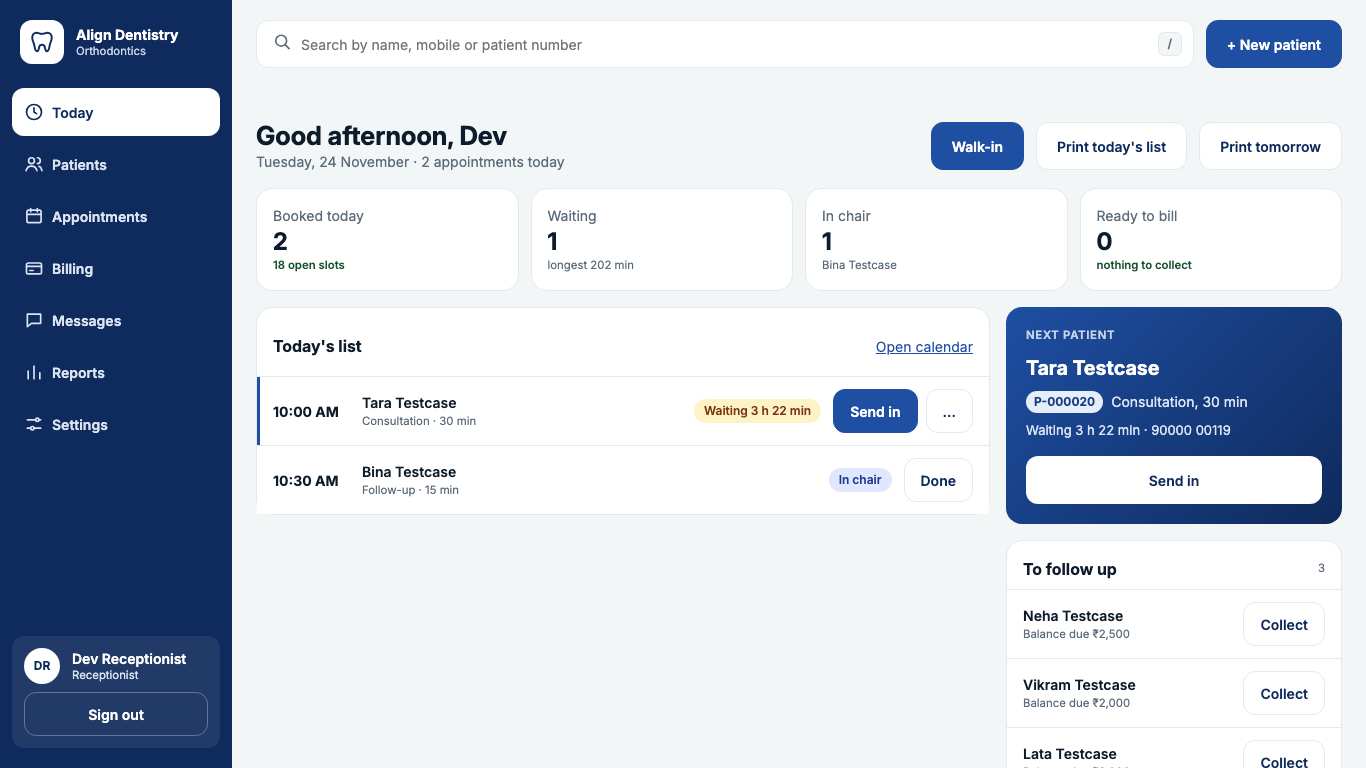 Align Dentistry
Orthodontics
Today
Patients
Appointments
Billing
Messages
Reports
Settings
DR
Dev Receptionist
Receptionist
Sign out
Search by name, mobile or patient number
/
+ New patient
Good afternoon, Dev
Tuesday, 24 November · 2 appointments today
Walk-in
Print today's list
Print tomorrow
Booked today
2
18 open slots
Waiting
1
longest 202 min
In chair
1
Bina Testcase
Ready to bill
0
nothing to collect
Today's list
Open calendar
10:00 AM
Tara Testcase
Consultation · 30 min
Waiting 3 h 22 min
Send in
...
10:30 AM
Bina Testcase
Follow-up · 15 min
In chair
Done
NEXT PATIENT
Tara Testcase
P-000020
Consultation, 30 min
Waiting 3 h 22 min · 90000 00119
Send in
To follow up
3
Neha Testcase
Balance due ₹2,500
Collect
Vikram Testcase
Balance due ₹2,000
Collect
Lata Testcase
Collect